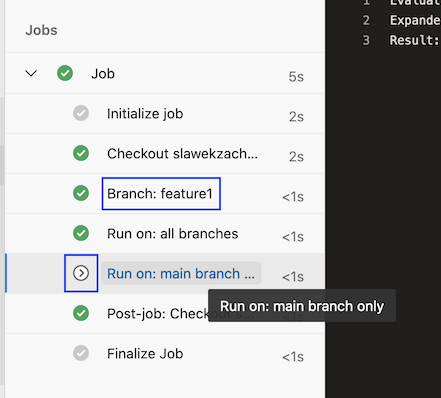 Jobs
Job 5s
Initialize job 2s
Checkout slawekzach... 2s
Branch: feature1 <1s
Run on: all branches <1s
Run on: main branch ... <1s
Run on: main branch only
Post-job: Checkout s... <1s
Finalize Job <1s
1 Evaluat
2 Expande
3 Result: